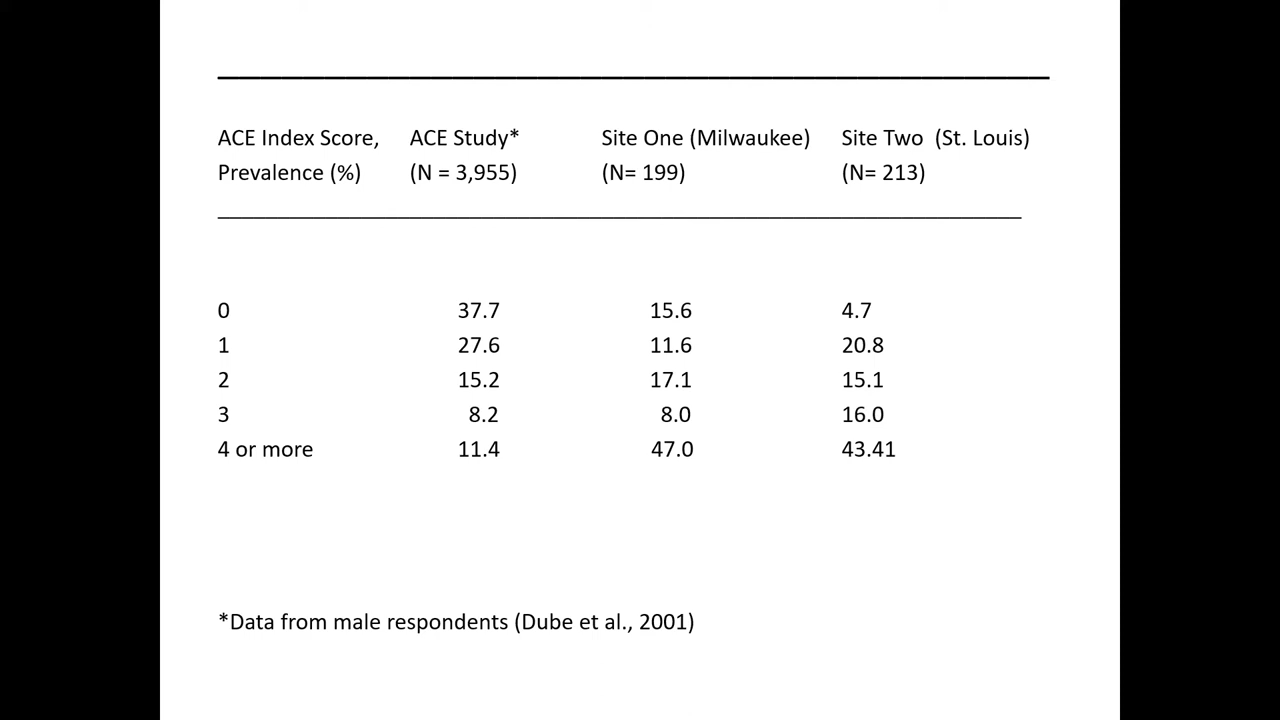 ACE Index Score, ACE Study* Site One (Milwaukee) Site Two (St. Louis)
Prevalence (%) (N = 3,955) (N= 199) (N= 213)
0 37.7 15.6 4.7
1 27.6 11.6 20.8
2 15.2 17.1 15.1
3 8.2 8.0 16.0
4 or more 11.4 47.0 43.41
*Data from male respondents (Dube et al., 2001)